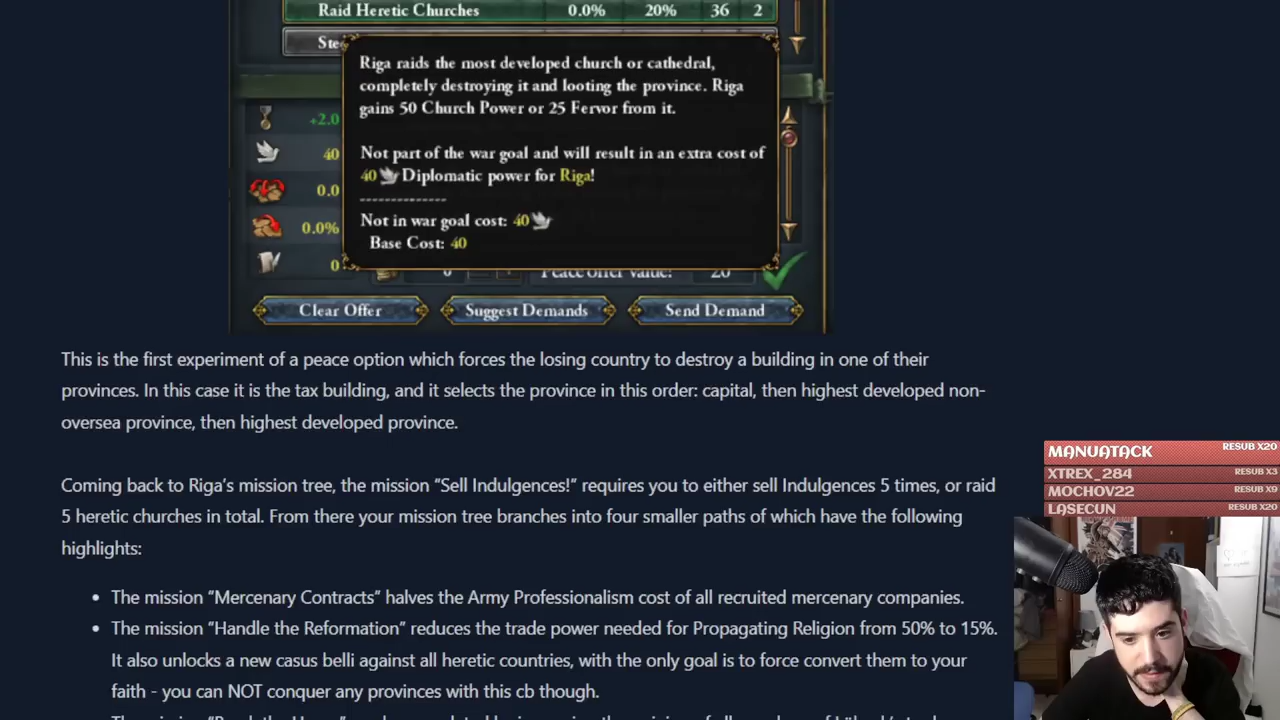 Raid Heretic Churches 0.0% 20% 36 2
Ste
Riga raids the most developed church or cathedral,
completely destroying it and looting the province. Riga
gains 50 Church Power or 25 Fervor from it.
+2.0
Not part of the war goal and will result in an extra cost of
40
40 Diplomatic power for Riga!
0.0
--------------
Not in war goal cost: 40
0.0%
Base Cost: 40
0
0 Peace offer value: 20
Clear Offer Suggest Demands Send Demand
This is the first experiment of a peace option which forces the losing country to destroy a building in one of their
provinces. In this case it is the tax building, and it selects the province in this order: capital, then highest developed non-
oversea province, then highest developed province.
MANUATACK RESUB X20
XTREX_284 RESUB X3
MOCHOV22 RESUB X9
LASECUN RESUB X20
Coming back to Riga’s mission tree, the mission “Sell Indulgences!” requires you to either sell Indulgences 5 times, or raid
5 heretic churches in total. From there your mission tree branches into four smaller paths of which have the following
highlights:
• The mission “Mercenary Contracts” halves the Army Professionalism cost of all recruited mercenary companies.
• The mission “Handle the Reformation” reduces the trade power needed for Propagating Religion from 50% to 15%.
It also unlocks a new casus belli against all heretic countries, with the only goal is to force convert them to your
faith - you can NOT conquer any provinces with this cb though.